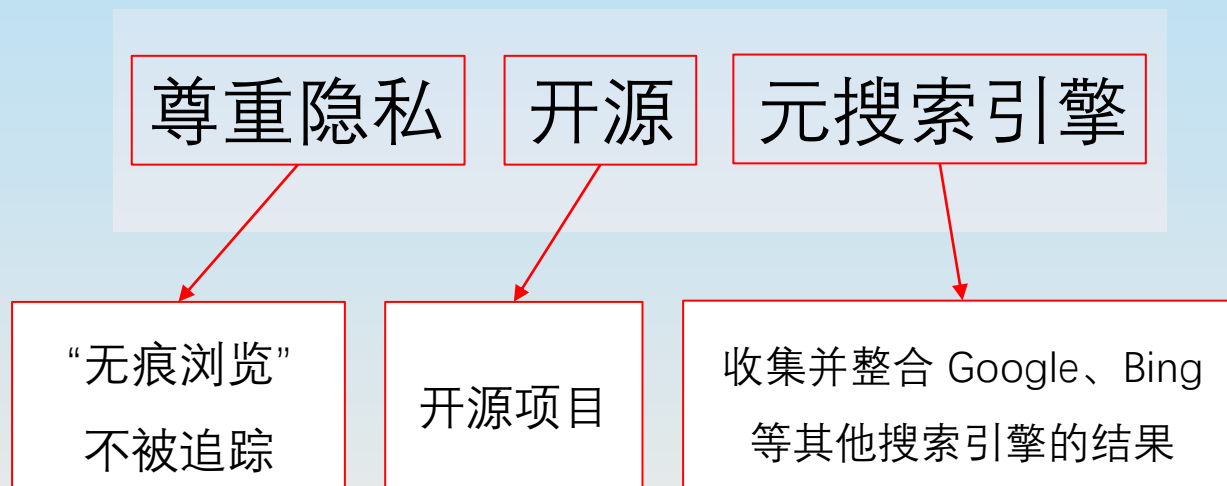 尊重隐私 开源 元搜索引擎
“无痕浏览”
不被追踪
开源项目
收集并整合 Google、Bing
等其他搜索引擎的结果